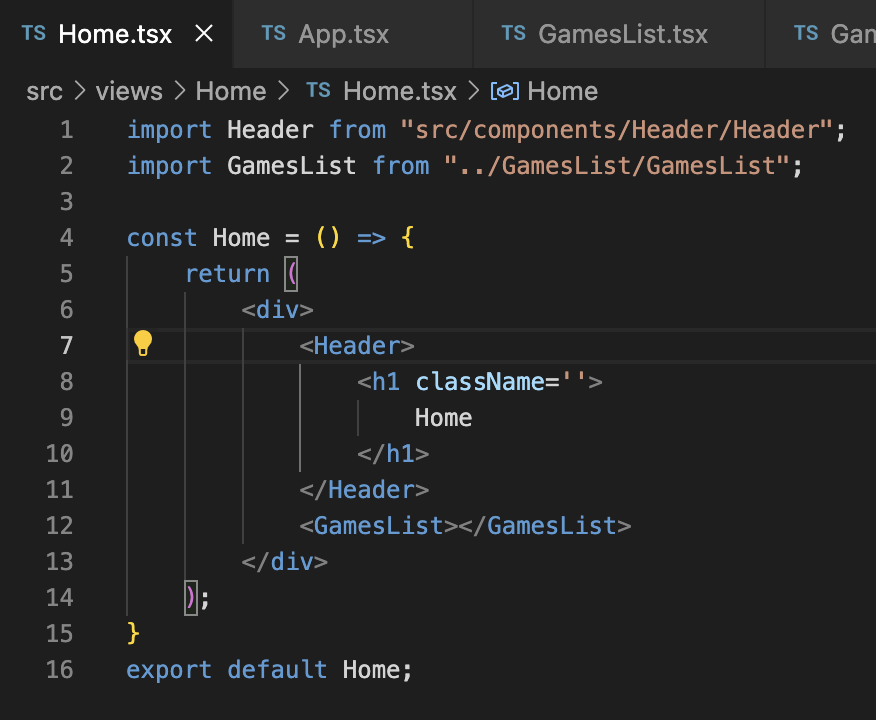 TS Home.tsx × TS App.tsx TS GamesList.tsx TS Gam
src > views > Home > TS Home.tsx > Home
1 import Header from "src/components/Header/Header";
2 import GamesList from "../GamesList/GamesList";
3
4 const Home = () => {
5     return (
6         <div>
7             <Header>
8                 <h1 className=''>
9                     Home
10                 </h1>
11             </Header>
12             <GamesList></GamesList>
13         </div>
14     );
15 }
16 export default Home;